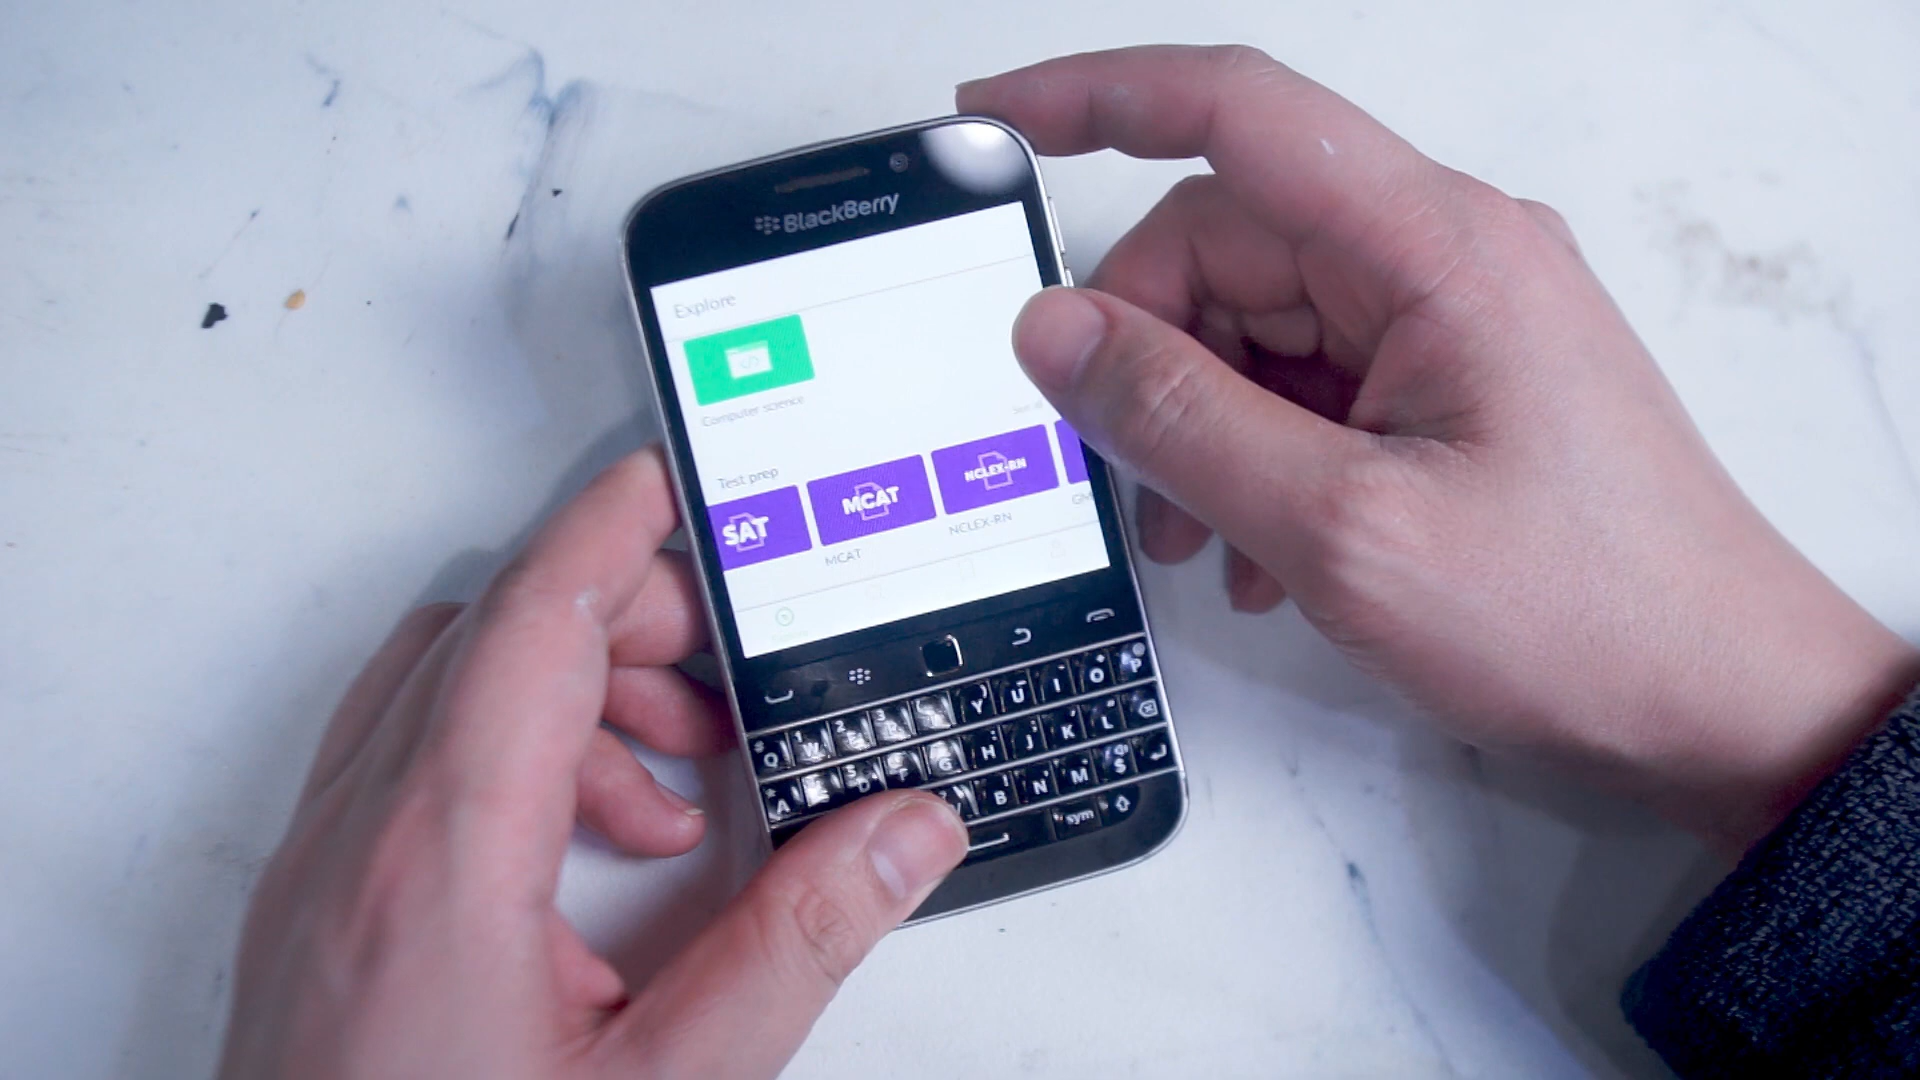 BlackBerry
Explore
Computer science
Test prep
SAT
MCAT
NCLEX-RN
MCAT
NCLEX-RN
Y U I O P
H J K L
B N M $
sym